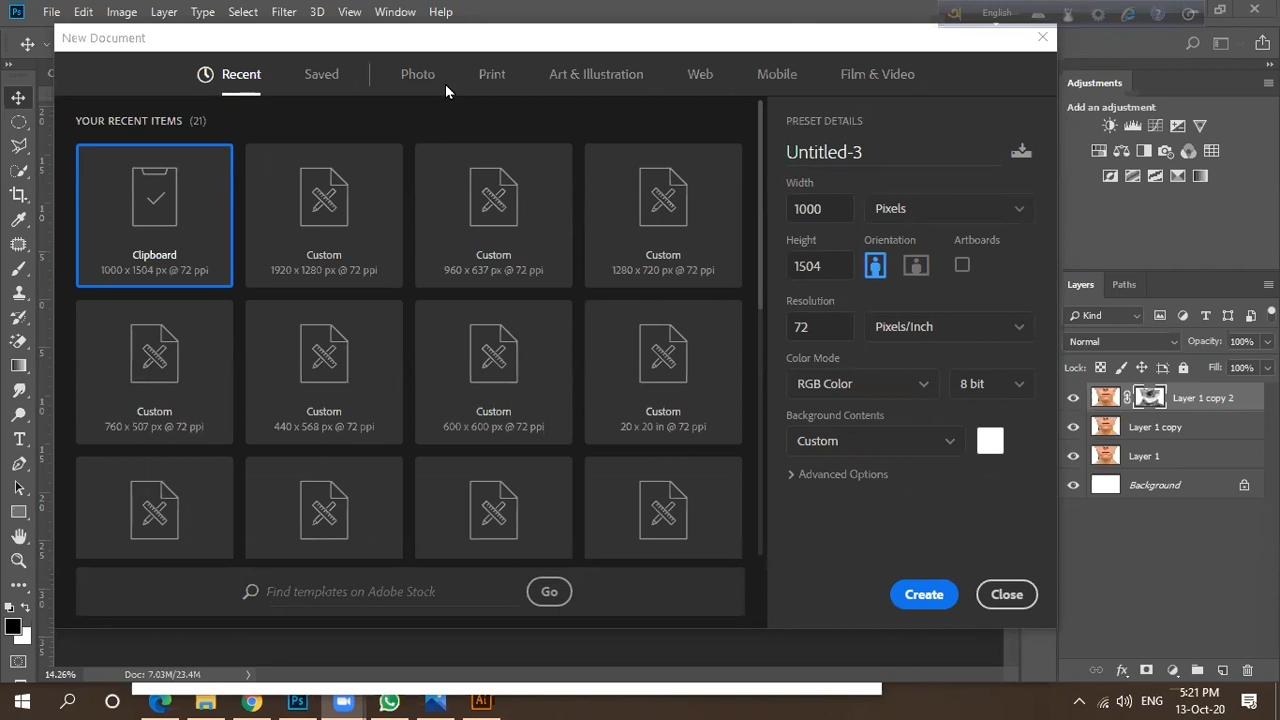 Ps File Edit Image Layer Type Select Filter 3D View Window Help
English
New Document
Recent Saved Photo Print Art & Illustration Web Mobile Film & Video
YOUR RECENT ITEMS (21)
Clipboard
1000 x 1504 px @ 72 ppi
Custom
1920 x 1280 px @ 72 ppi
Custom
960 x 637 px @ 72 ppi
Custom
1280 x 720 px @ 72 ppi
Custom
760 x 507 px @ 72 ppi
Custom
440 x 568 px @ 72 ppi
Custom
600 x 600 px @ 72 ppi
Custom
20 x 20 in @ 72 ppi
Find templates on Adobe Stock Go
PRESET DETAILS
Untitled-3
Width
1000 Pixels
Height Orientation Artboards
1504
Resolution
72 Pixels/Inch
Color Mode
RGB Color 8 bit
Background Contents
Custom
Advanced Options
Create Close
Adjustments
Add an adjustment
Layers Paths
Kind
Normal Opacity: 100%
Lock: Fill: 100%
Layer 1 copy 2
Layer 1 copy
Layer 1
Background
14.26% Doc: 7.03M/23.4M
Ps Ai
5:21 PM
13-Oct-20